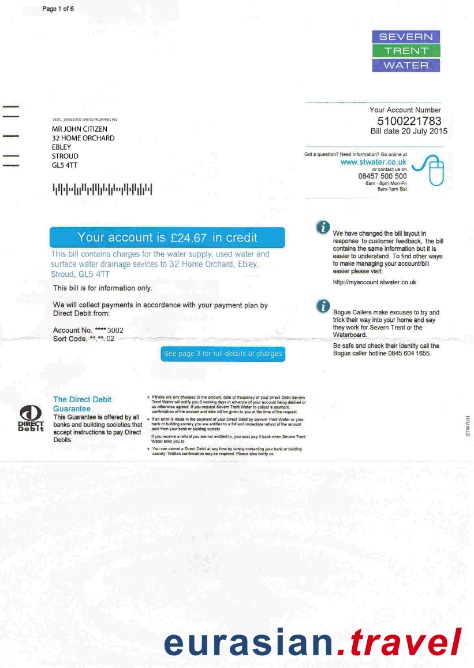 Page 1 of 6
SEVERN
TRENT
WATER
Your Account Number
5100221783
Bill date 20 July 2015
MR JOHN CITIZEN
32 HOME ORCHARD
EBLEY
STROUD
GL5 4TT
Got a question? Need information? Go online at
www.stwater.co.uk
or contact us on
08457 500 500
8am - 8pm Mon-Fri
8am-1pm Sat
Your account is £24.67 in credit
This bill contains charges for the water supply, used water and
surface water drainage sevices to 32 Home Orchard, Ebley,
Stroud, GL5 4TT
This bill is for information only.
We will collect payments in accordance with your payment plan by
Direct Debit from:
Account No. ****3002
Sort Code. **.**. 02
See page 3 for full details of charges
We have changed the bill layout in
response to customer feedback, the bill
contains the same information but it is
easier to understand. To find other ways
to make managing your account/bill
easier please visit:
http://myaccount stwater.co.uk
Bogus Callers make excuses to try and
trick their way into your home and say
they work for Severn Trent or the
Waterboard.
Be safe and check their identity call the
Bogus caller hotline 0845 604 1655.
DIRECT
Debit
The Direct Debit
Guarantee
This Guarantee is offered by all
banks and building societies that
accept instructions to pay Direct
Debits
If there are any changes to the amount, date or frequency of your Direct Debit Severn
Trent Water will notify you 5 working days in advance of your account being debited or
as otherwise agreed. If you request Severn Trent Water to collect a payment,
confirmation of the amount and date will be given to you at the time of the request
If an error is made in the payment of your Direct Debit by Severn Trent Water or your
bank or building society you are entitled to a full and immediate refund of the amount
paid from your bank or building society
If you receive a refund you are not entitled to, you must pay it back when Severn Trent
Water asks you to
You can cancel a Direct Debit at any time by simply contacting your bank or building
society. Written confirmation may be required. Please also notify us
eurasian.travel